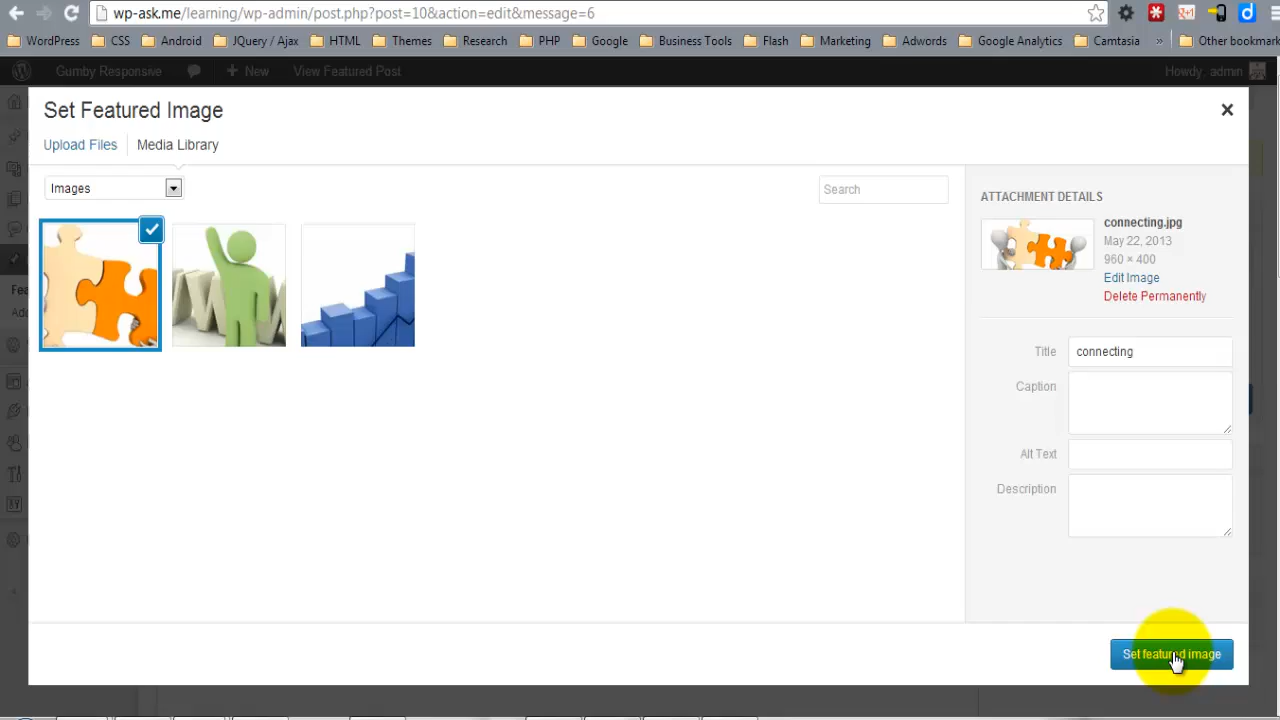 wp-ask.me/learning/wp-admin/post.php?post=10&action=edit&message=6
WordPress CSS Android JQuery / Ajax HTML Themes Research PHP Google Business Tools Flash Marketing Adwords Google Analytics Camtasia » Other bookmark
Gumby Responsive + New View Featured Post Howdy, admin
Set Featured Image
Upload Files Media Library
Images
Search
ATTACHMENT DETAILS
connecting.jpg
May 22, 2013
960 × 400
Edit Image
Delete Permanently
Title connecting
Caption
Alt Text
Description
Set featured image
Fea
Ad